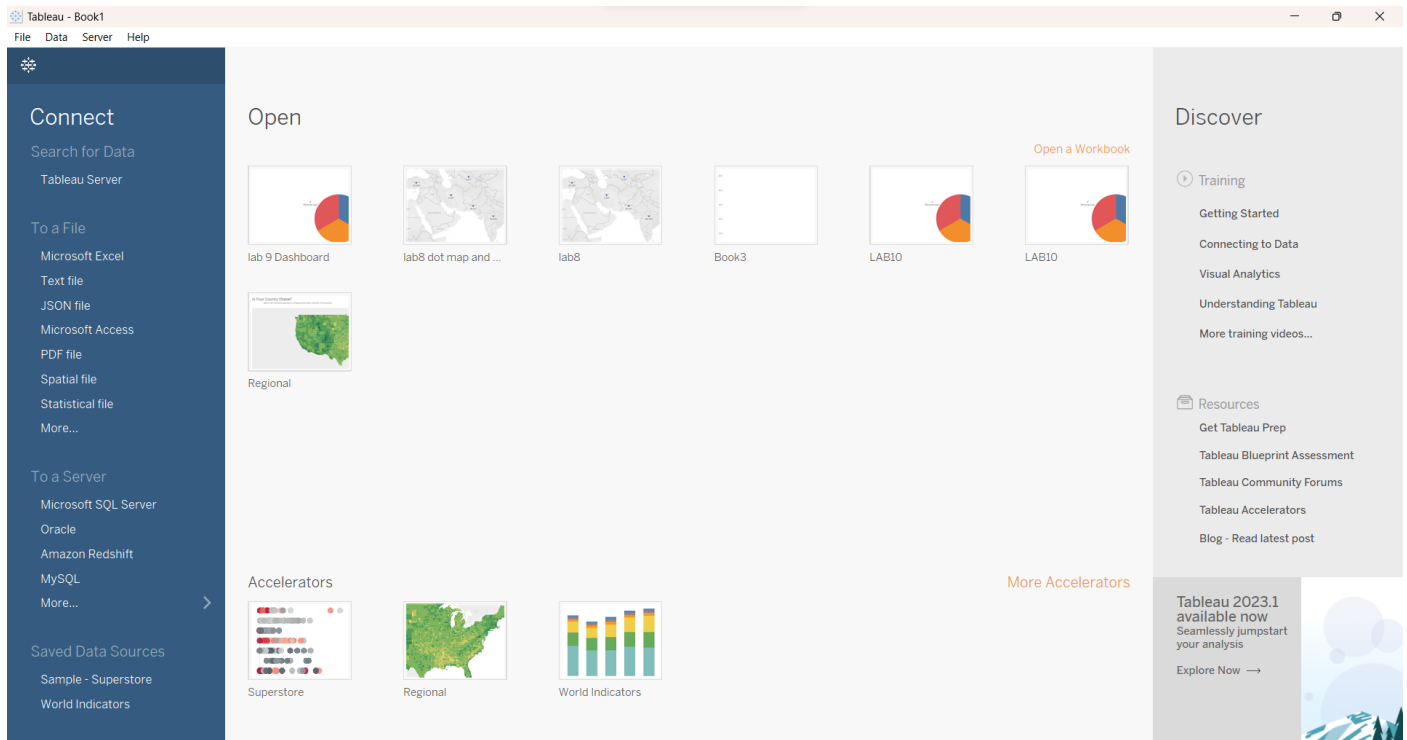 Tableau - Book1
File Data Server Help
Connect
Search for Data
Tableau Server
To a File
Microsoft Excel
Text file
JSON file
Microsoft Access
PDF file
Spatial file
Statistical file
More...
To a Server
Microsoft SQL Server
Oracle
Amazon Redshift
MySQL
More...
Saved Data Sources
Sample - Superstore
World Indicators
Open
Open a Workbook
lab 9 Dashboard
lab8 dot map and ...
lab8
Book3
LAB10
LAB10
Is Your Country Obese?
Regional
Accelerators
More Accelerators
Superstore
Regional
World Indicators
Discover
Training
Getting Started
Connecting to Data
Visual Analytics
Understanding Tableau
More training videos...
Resources
Get Tableau Prep
Tableau Blueprint Assessment
Tableau Community Forums
Tableau Accelerators
Blog - Read latest post
Tableau 2023.1
available now
Seamlessly jumpstart
your analysis
Explore Now →